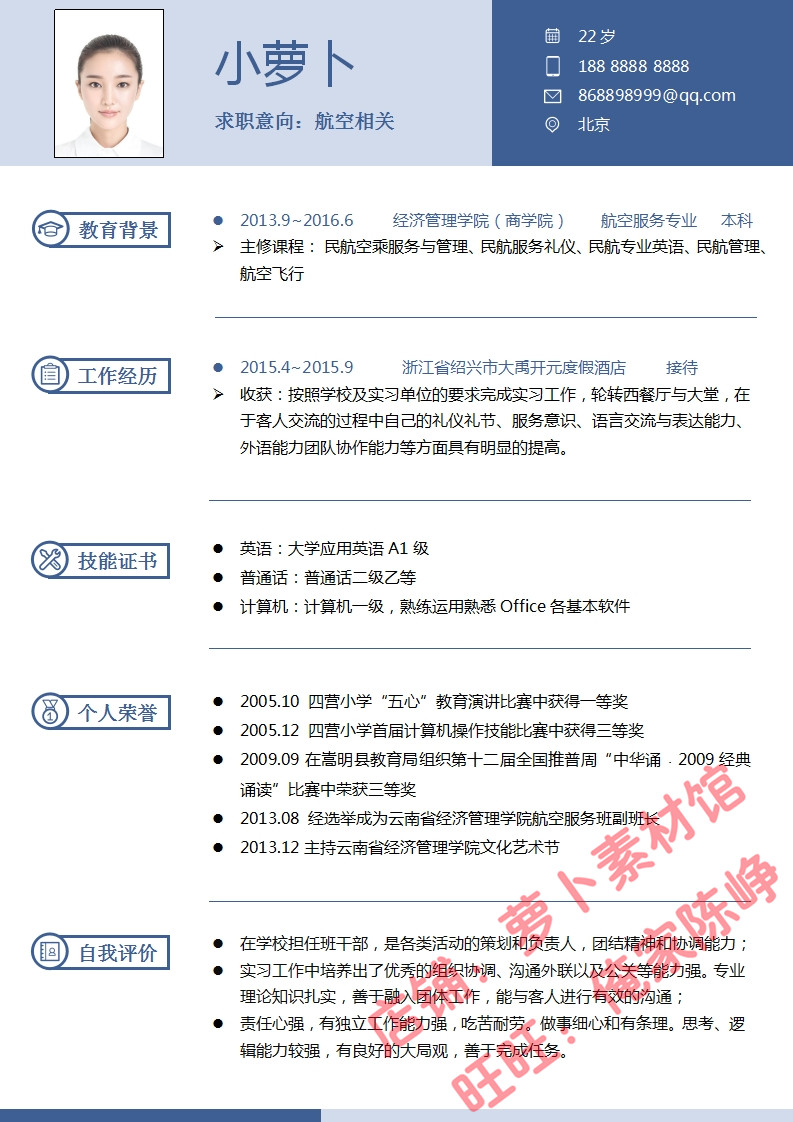 小萝卜
求职意向：航空相关
22岁
188 8888 8888
868898999@qq.com
北京
教育背景
2013.9~2016.6 经济管理学院（商学院） 航空服务专业 本科
主修课程： 民航空乘服务与管理、民航服务礼仪、民航专业英语、民航管理、
航空飞行
工作经历
2015.4~2015.9 浙江省绍兴市大禹开元度假酒店 接待
收获：按照学校及实习单位的要求完成实习工作，轮转西餐厅与大堂，在
于客人交流的过程中自己的礼仪礼节、服务意识、语言交流与表达能力、
外语能力团队协作能力等方面具有明显的提高。
技能证书
英语：大学应用英语 A1 级
普通话：普通话二级乙等
计算机：计算机一级，熟练运用熟悉 Office 各基本软件
个人荣誉
2005.10 四营小学“五心”教育演讲比赛中获得一等奖
2005.12 四营小学首届计算机操作技能比赛中获得三等奖
2009.09 在嵩明县教育局组织第十二届全国推普周“中华诵﹒2009 经典
诵读”比赛中荣获三等奖
2013.08 经选举成为云南省经济管理学院航空服务班副班长
2013.12 主持云南省经济管理学院文化艺术节
自我评价
在学校担任班干部，是各类活动的策划和负责人，团结精神和协调能力；
实习工作中培养出了优秀的组织协调、沟通外联以及公关等能力强。专业
理论知识扎实，善于融入团体工作，能与客人进行有效的沟通；
责任心强，有独立工作能力强，吃苦耐劳。做事细心和有条理。思考、逻
辑能力较强，有良好的大局观，善于完成任务。
店铺：萝卜素材馆
旺旺：俺家陈峥